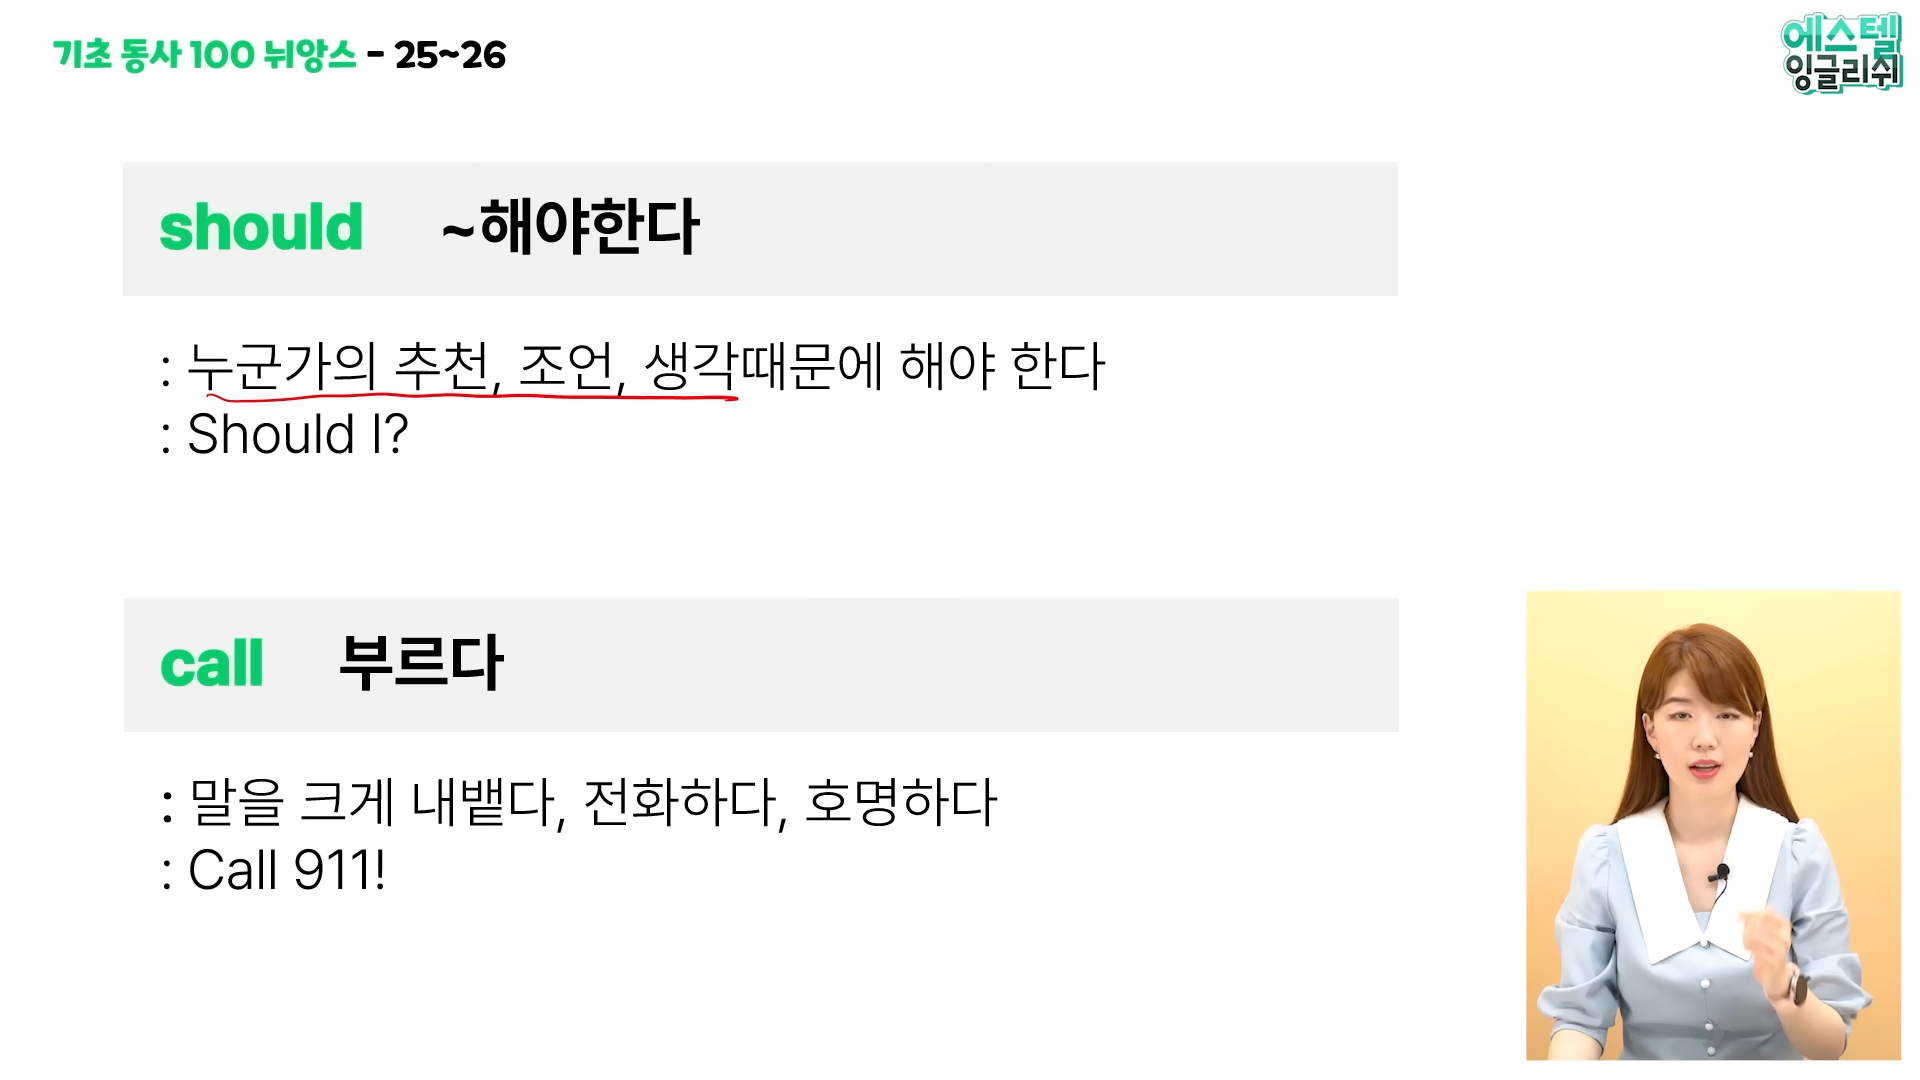 기초 동사 100 뉘앙스 - 25~26
에스텔
잉글리쉬
should ~해야한다
: 누군가의 추천, 조언, 생각때문에 해야 한다
: Should I?
call 부르다
: 말을 크게 내뱉다, 전화하다, 호명하다
: Call 911!